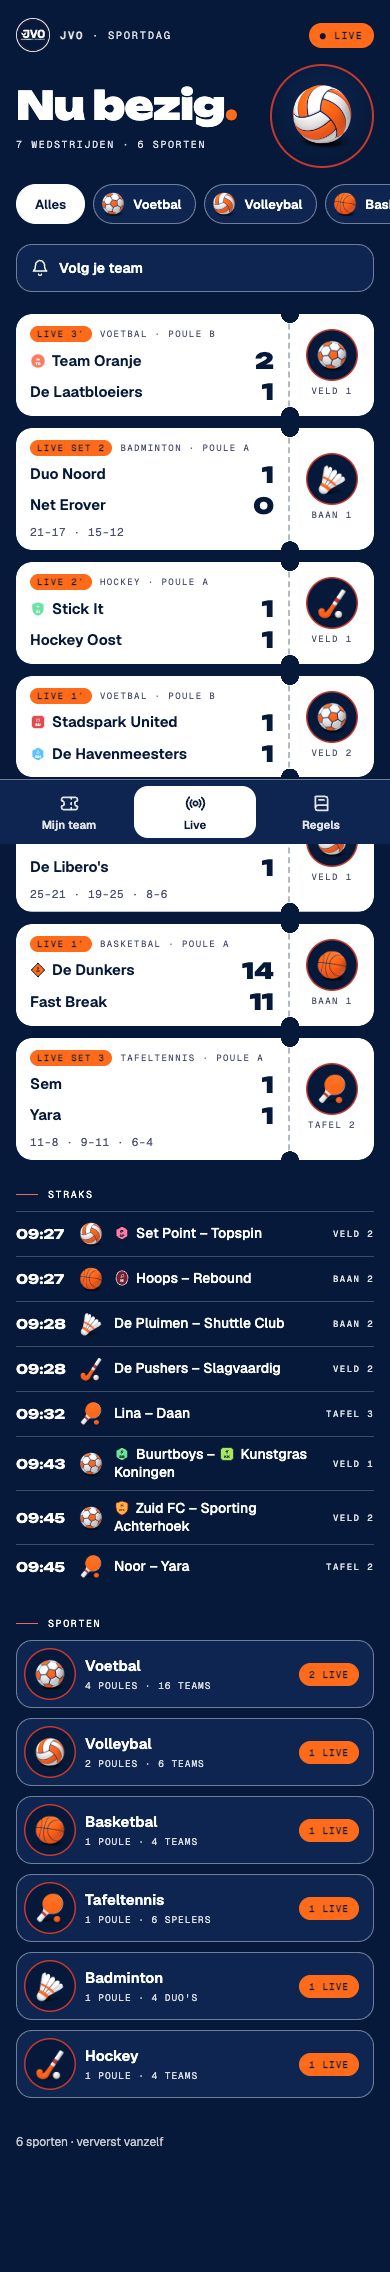 JVO JVO · SPORTDAG
● LIVE
Nu bezig.
7 WEDSTRIJDEN · 6 SPORTEN
Alles Voetbal Volleybal Bas
Volg je team
LIVE 3' VOETBAL · POULE B
Team Oranje 2
De Laatbloeiers 1
VELD 1
LIVE SET 2 BADMINTON · POULE A
Duo Noord 1
Net Erover 0
21–17 · 15–12
BAAN 1
LIVE 2' HOCKEY · POULE A
Stick It 1
Hockey Oost 1
VELD 1
LIVE 1' VOETBAL · POULE B
Stadspark United 1
De Havenmeesters 1
VELD 2
Mijn team Live Regels
De Libero's 1
25–21 · 19–25 · 8–6
VELD 1
LIVE 1' BASKETBAL · POULE A
De Dunkers 14
Fast Break 11
BAAN 1
LIVE SET 3 TAFELTENNIS · POULE A
Sem 1
Yara 1
11–8 · 9–11 · 6–4
TAFEL 2
STRAKS
09:27 Set Point – Topspin VELD 2
09:27 Hoops – Rebound BAAN 2
09:28 De Pluimen – Shuttle Club BAAN 2
09:28 De Pushers – Slagvaardig VELD 2
09:32 Lina – Daan TAFEL 3
09:43 Buurtboys – Kunstgras
Koningen VELD 1
09:45 Zuid FC – Sporting
Achterhoek VELD 2
09:45 Noor – Yara TAFEL 2
SPORTEN
Voetbal
4 POULES · 16 TEAMS
2 LIVE
Volleybal
2 POULES · 6 TEAMS
1 LIVE
Basketbal
1 POULE · 4 TEAMS
1 LIVE
Tafeltennis
1 POULE · 6 SPELERS
1 LIVE
Badminton
1 POULE · 4 DUO'S
1 LIVE
Hockey
1 POULE · 4 TEAMS
1 LIVE
6 sporten · ververst vanzelf